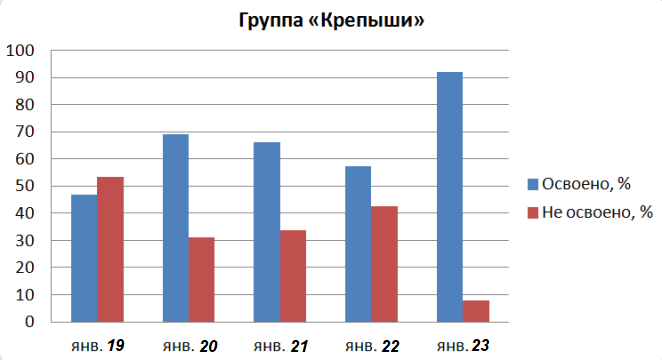 Группа «Крепыши»
100
90
80
70
60
50
40
30
20
10
0
Освоено, %
Не освоено, %
янв. 19 янв. 20 янв. 21 янв. 22 янв. 23